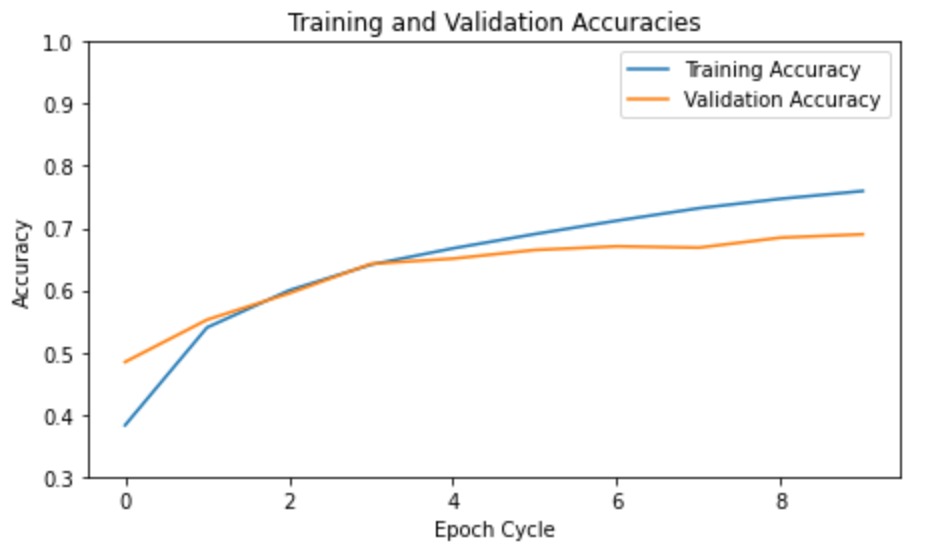 Training and Validation Accuracies
Training Accuracy
Validation Accuracy
1.0
0.9
0.8
0.7
0.6
0.5
0.4
0.3
Accuracy
0 2 4 6 8
Epoch Cycle